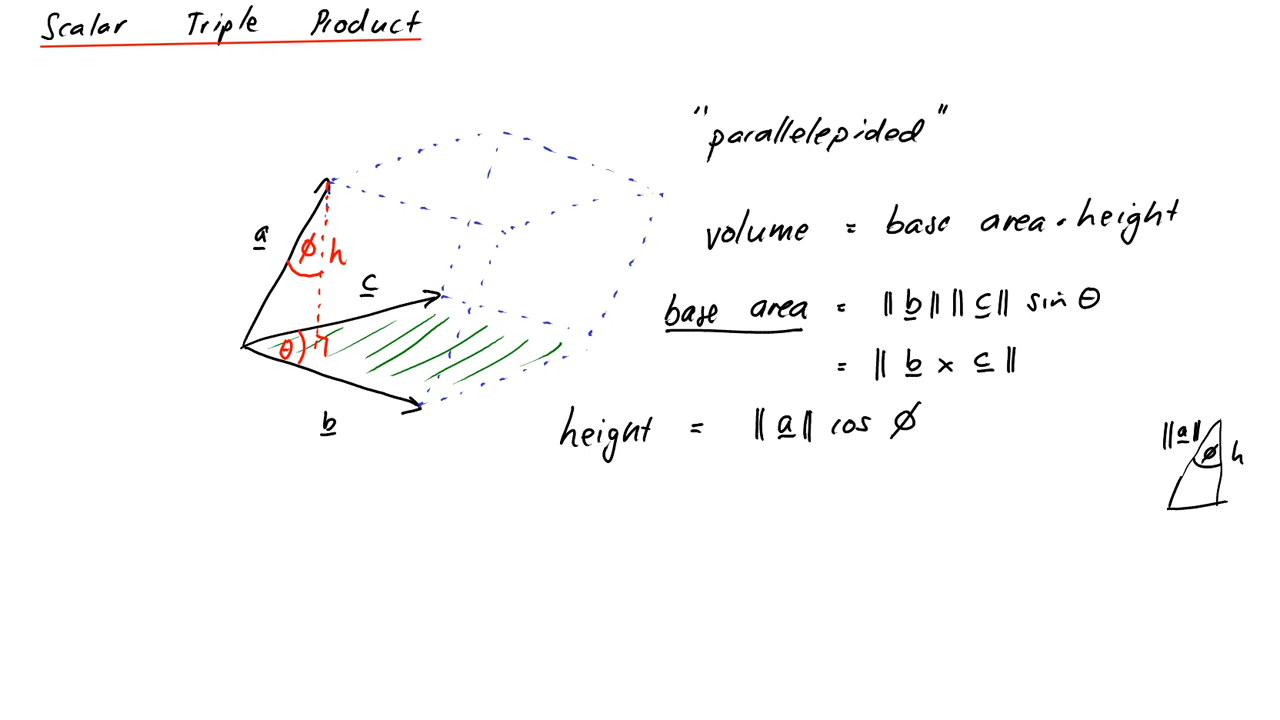 Scalar Triple Product
"parallelepided"
a
φ
h
volume = base area · height
c
base area = ‖b‖‖c‖ sin θ
θ
= ‖b × c‖
b
height = ‖a‖ cos φ
‖a‖
φ
h